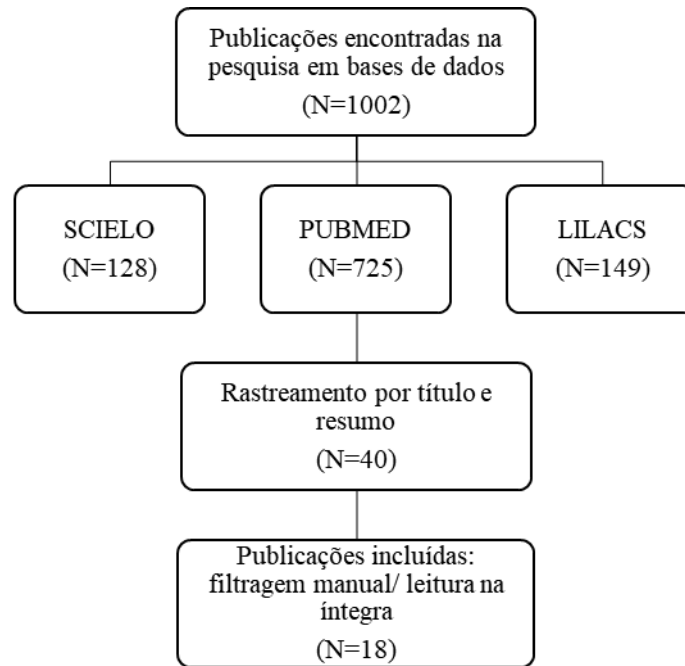 Publicações encontradas na
pesquisa em bases de dados
(N=1002)
SCIELO
(N=128)
PUBMED
(N=725)
LILACS
(N=149)
Rastreamento por título e
resumo
(N=40)
Publicações incluídas:
filtragem manual/ leitura na
íntegra
(N=18)